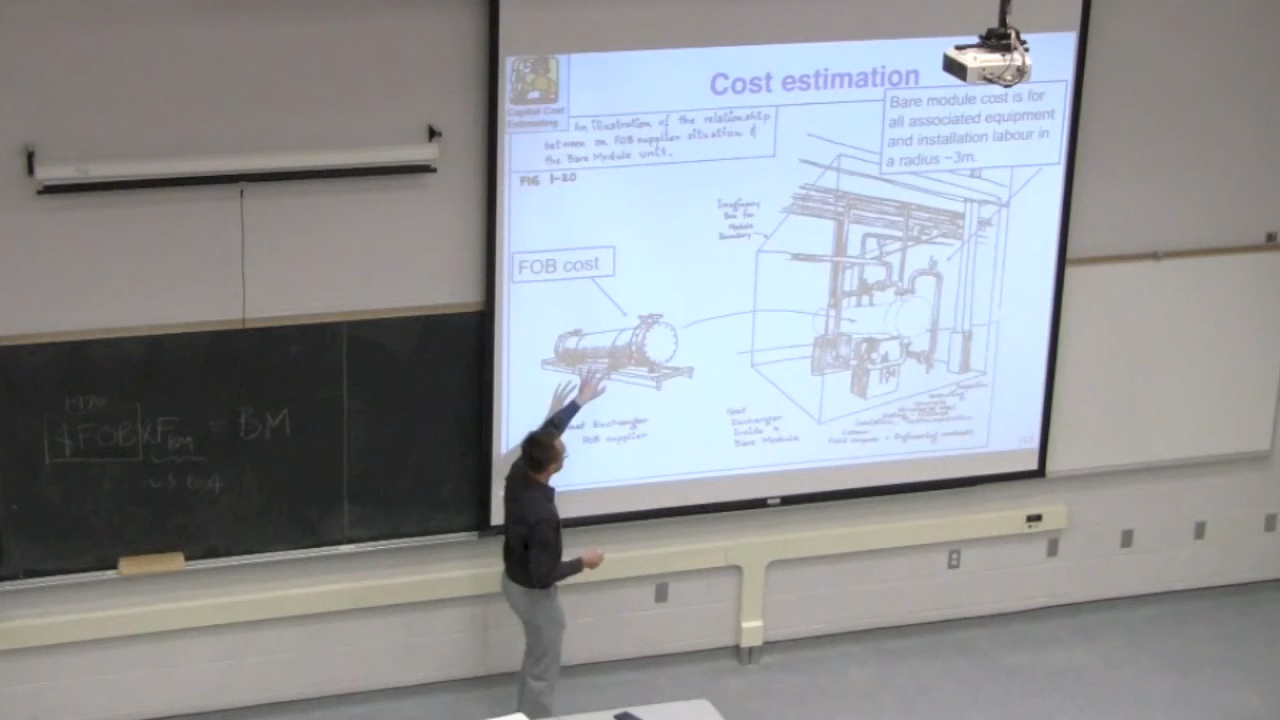 1970
$FOB x F_BM = BM
Cost estimation
Capital Cost
Estimating
An illustration of the relationship
between an FOB supplier situation &
the Bare Module units.
FIG 1-20
Bare module cost is for
all associated equipment
and installation labour in
a radius ~3m.
Imaginary
Box for
Module
Boundary
FOB cost
Exchanger
FOB supplier
Heat
Exchanger
Inside a
Bare Module